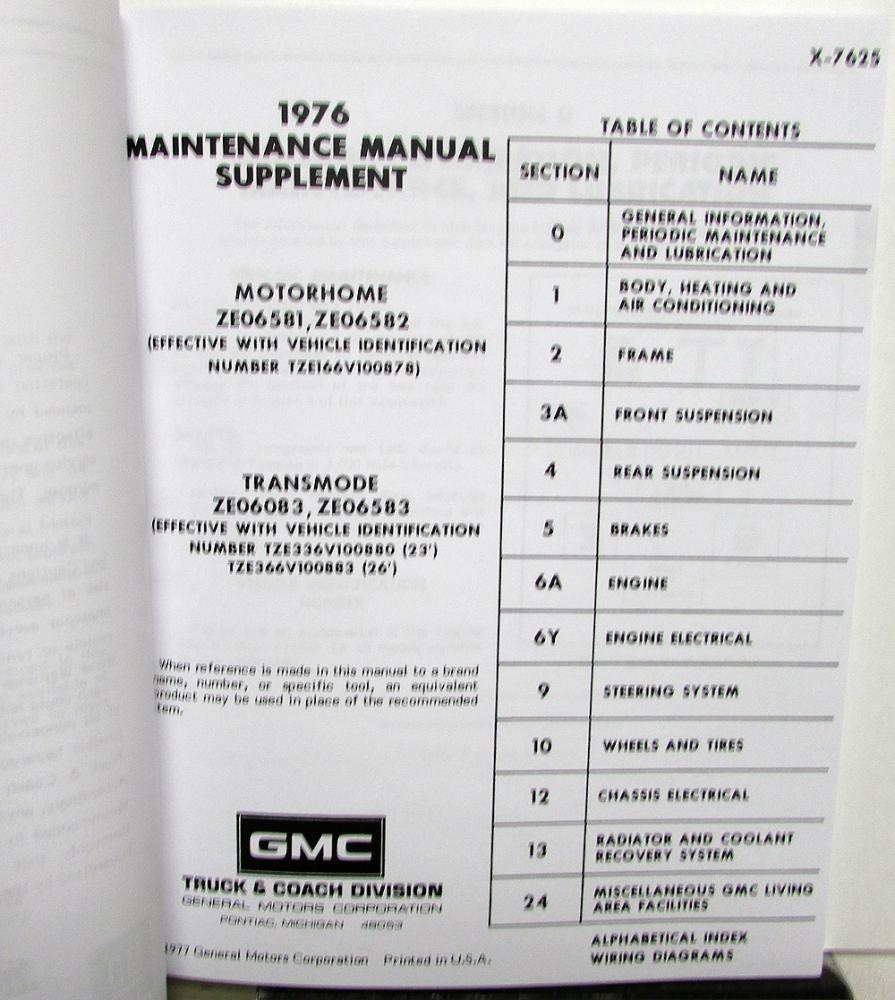 X-7625
1976
MAINTENANCE MANUAL
SUPPLEMENT
MOTORHOME
ZE06581, ZE06582
(EFFECTIVE WITH VEHICLE IDENTIFICATION
NUMBER TZE166V100878)
TRANSMODE
ZE06083, ZE06583
(EFFECTIVE WITH VEHICLE IDENTIFICATION
NUMBER TZE336V100880 (23')
TZE366V100883 (26')
When reference is made in this manual to a brand
name, number, or specific tool, an equivalent
product may be used in place of the recommended
item.
GMC
TRUCK & COACH DIVISION
GENERAL MOTORS CORPORATION
PONTIAC, MICHIGAN 48053
1977 General Motors Corporation Printed in U.S.A.
TABLE OF CONTENTS
SECTION NAME
0 GENERAL INFORMATION,
PERIODIC MAINTENANCE
AND LUBRICATION
1 BODY, HEATING AND
AIR CONDITIONING
2 FRAME
3A FRONT SUSPENSION
4 REAR SUSPENSION
5 BRAKES
6A ENGINE
6Y ENGINE ELECTRICAL
9 STEERING SYSTEM
10 WHEELS AND TIRES
12 CHASSIS ELECTRICAL
13 RADIATOR AND COOLANT
RECOVERY SYSTEM
24 MISCELLANEOUS GMC LIVING
AREA FACILITIES
ALPHABETICAL INDEX
WIRING DIAGRAMS